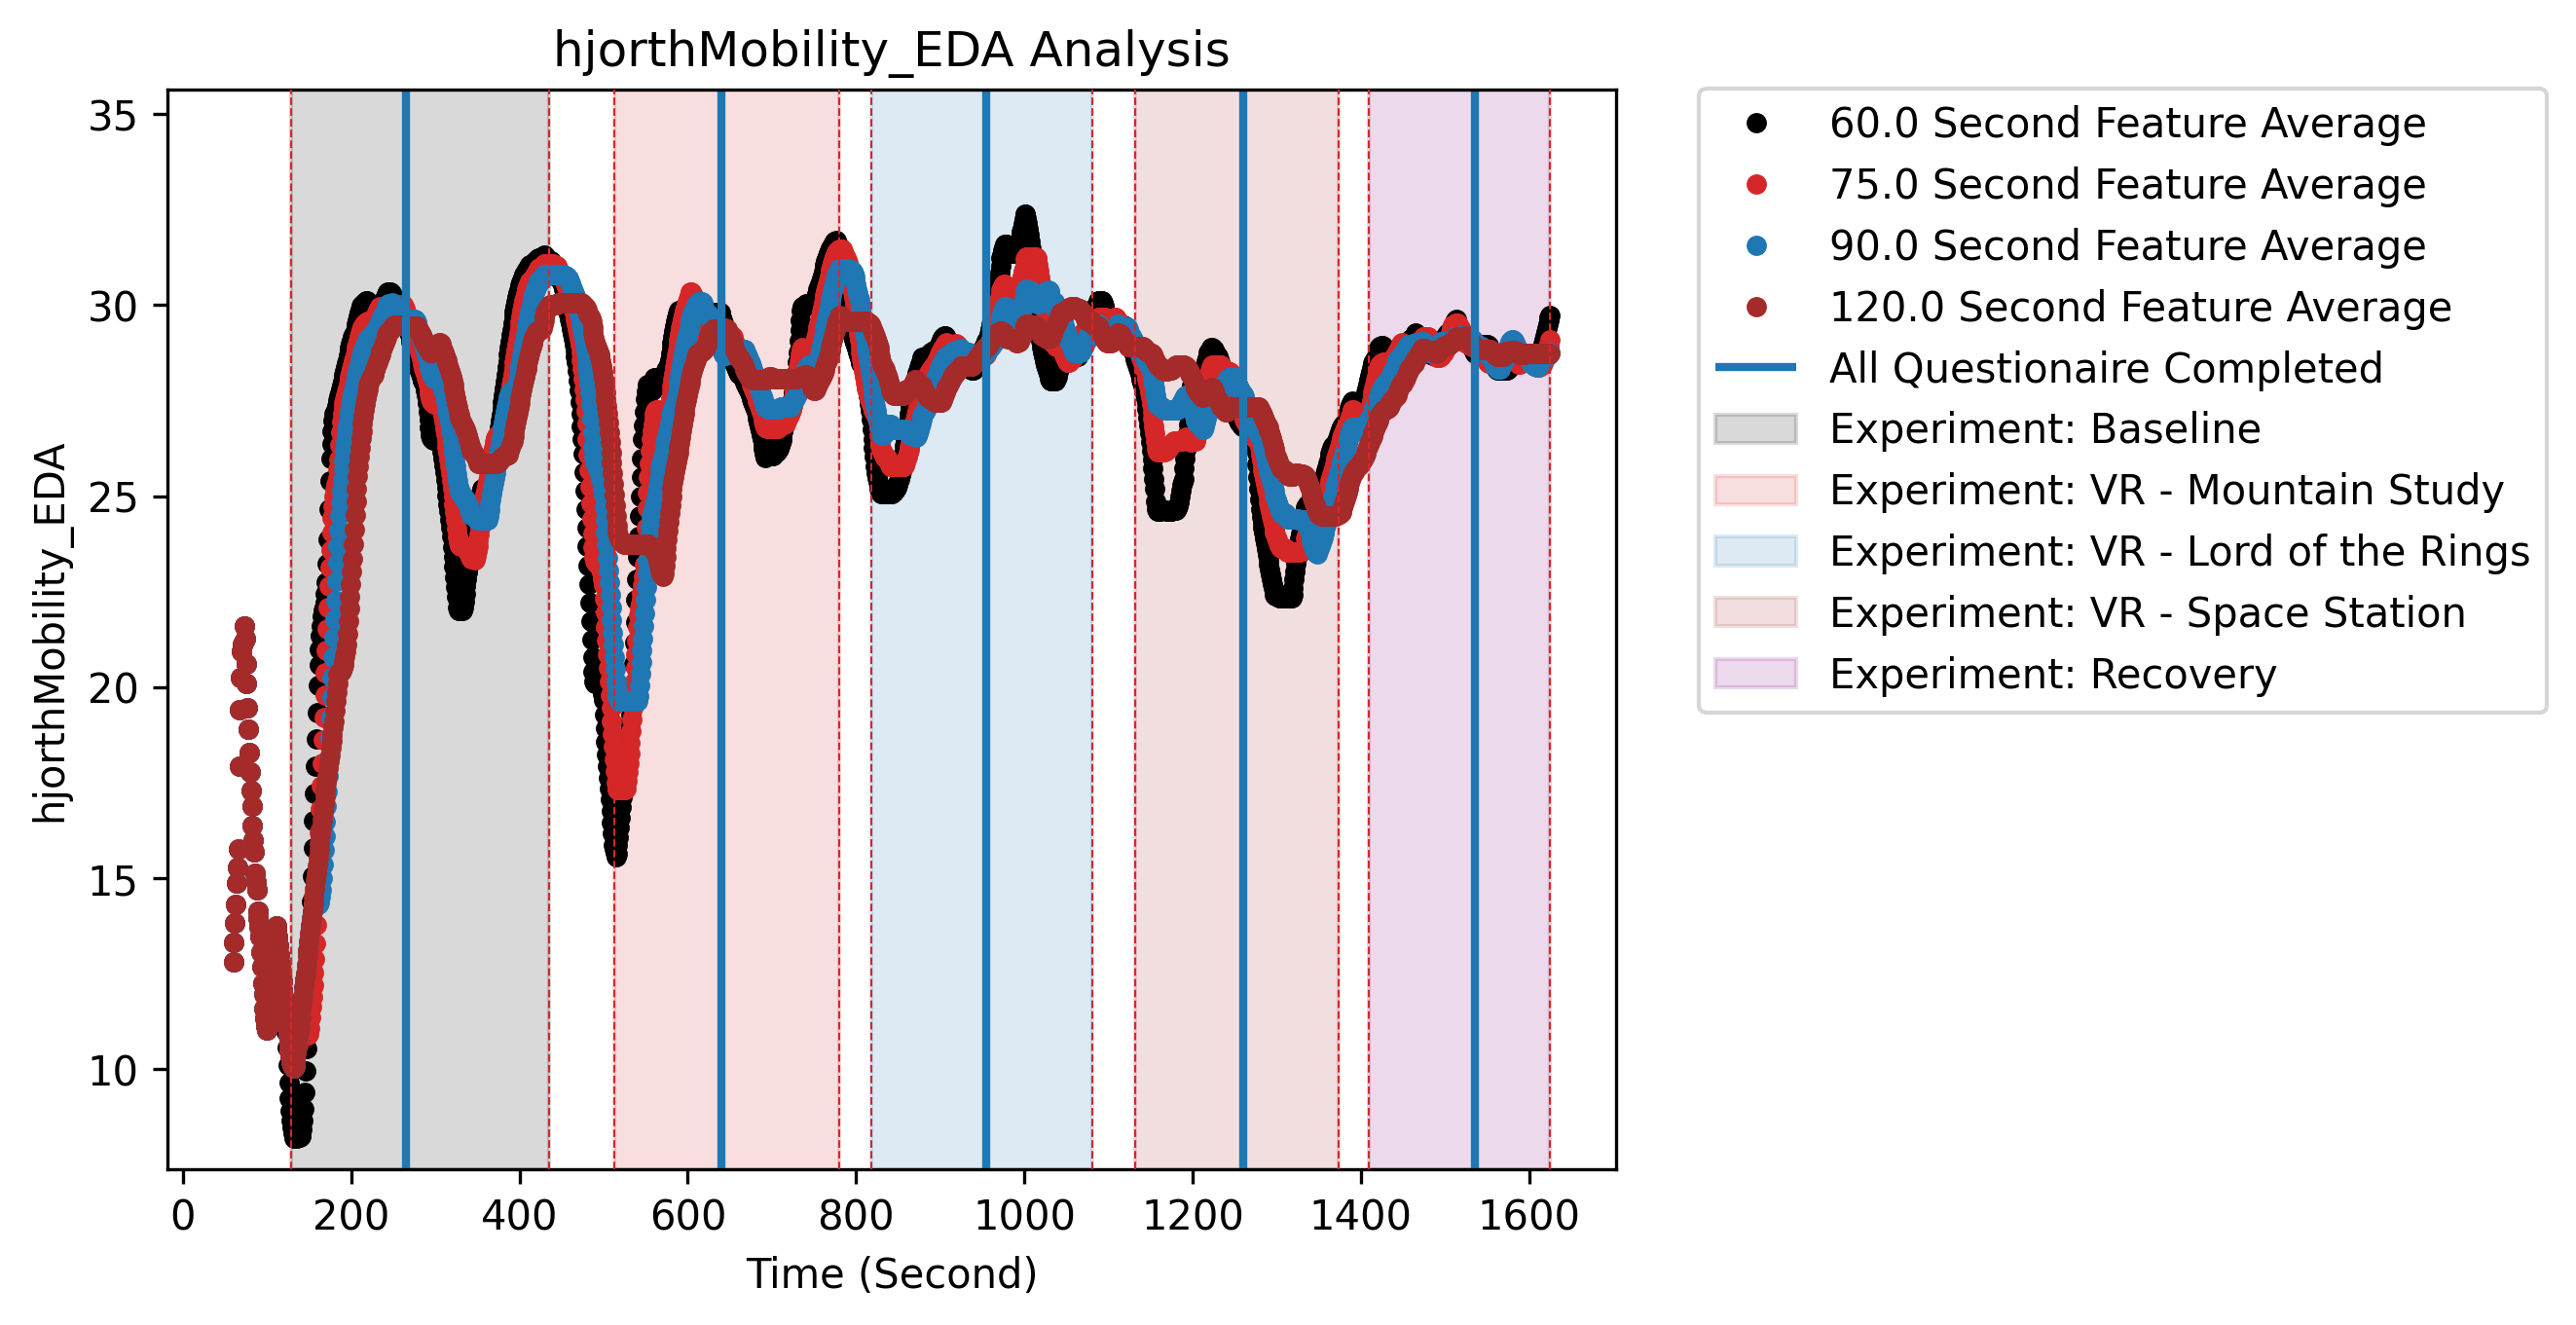 hjorthMobility_EDA Analysis
35
30
25
20
15
10
hjorthMobility_EDA
0 200 400 600 800 1000 1200 1400 1600
Time (Second)
60.0 Second Feature Average
75.0 Second Feature Average
90.0 Second Feature Average
120.0 Second Feature Average
All Questionaire Completed
Experiment: Baseline
Experiment: VR - Mountain Study
Experiment: VR - Lord of the Rings
Experiment: VR - Space Station
Experiment: Recovery